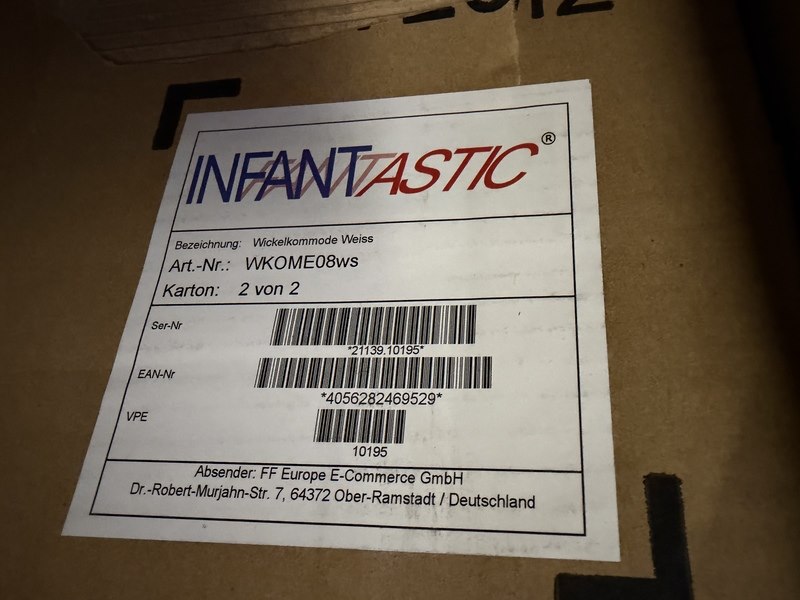 INFANTASTIC®
Bezeichnung: Wickelkommode Weiss
Art.-Nr.: WKOME08ws
Karton: 2 von 2
Ser-Nr
*21139.10195*
EAN-Nr
*4056282469529*
VPE
10195
Absender: FF Europe E-Commerce GmbH
Dr.-Robert-Murjahn-Str. 7, 64372 Ober-Ramstadt / Deutschland